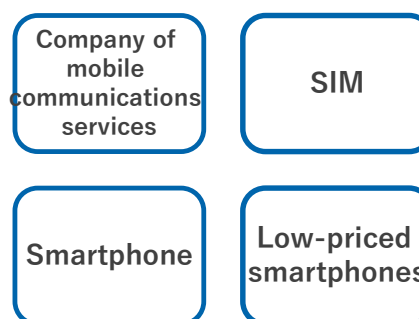 Company of
mobile
communications
services
SIM
Smartphone
Low-priced
smartphones